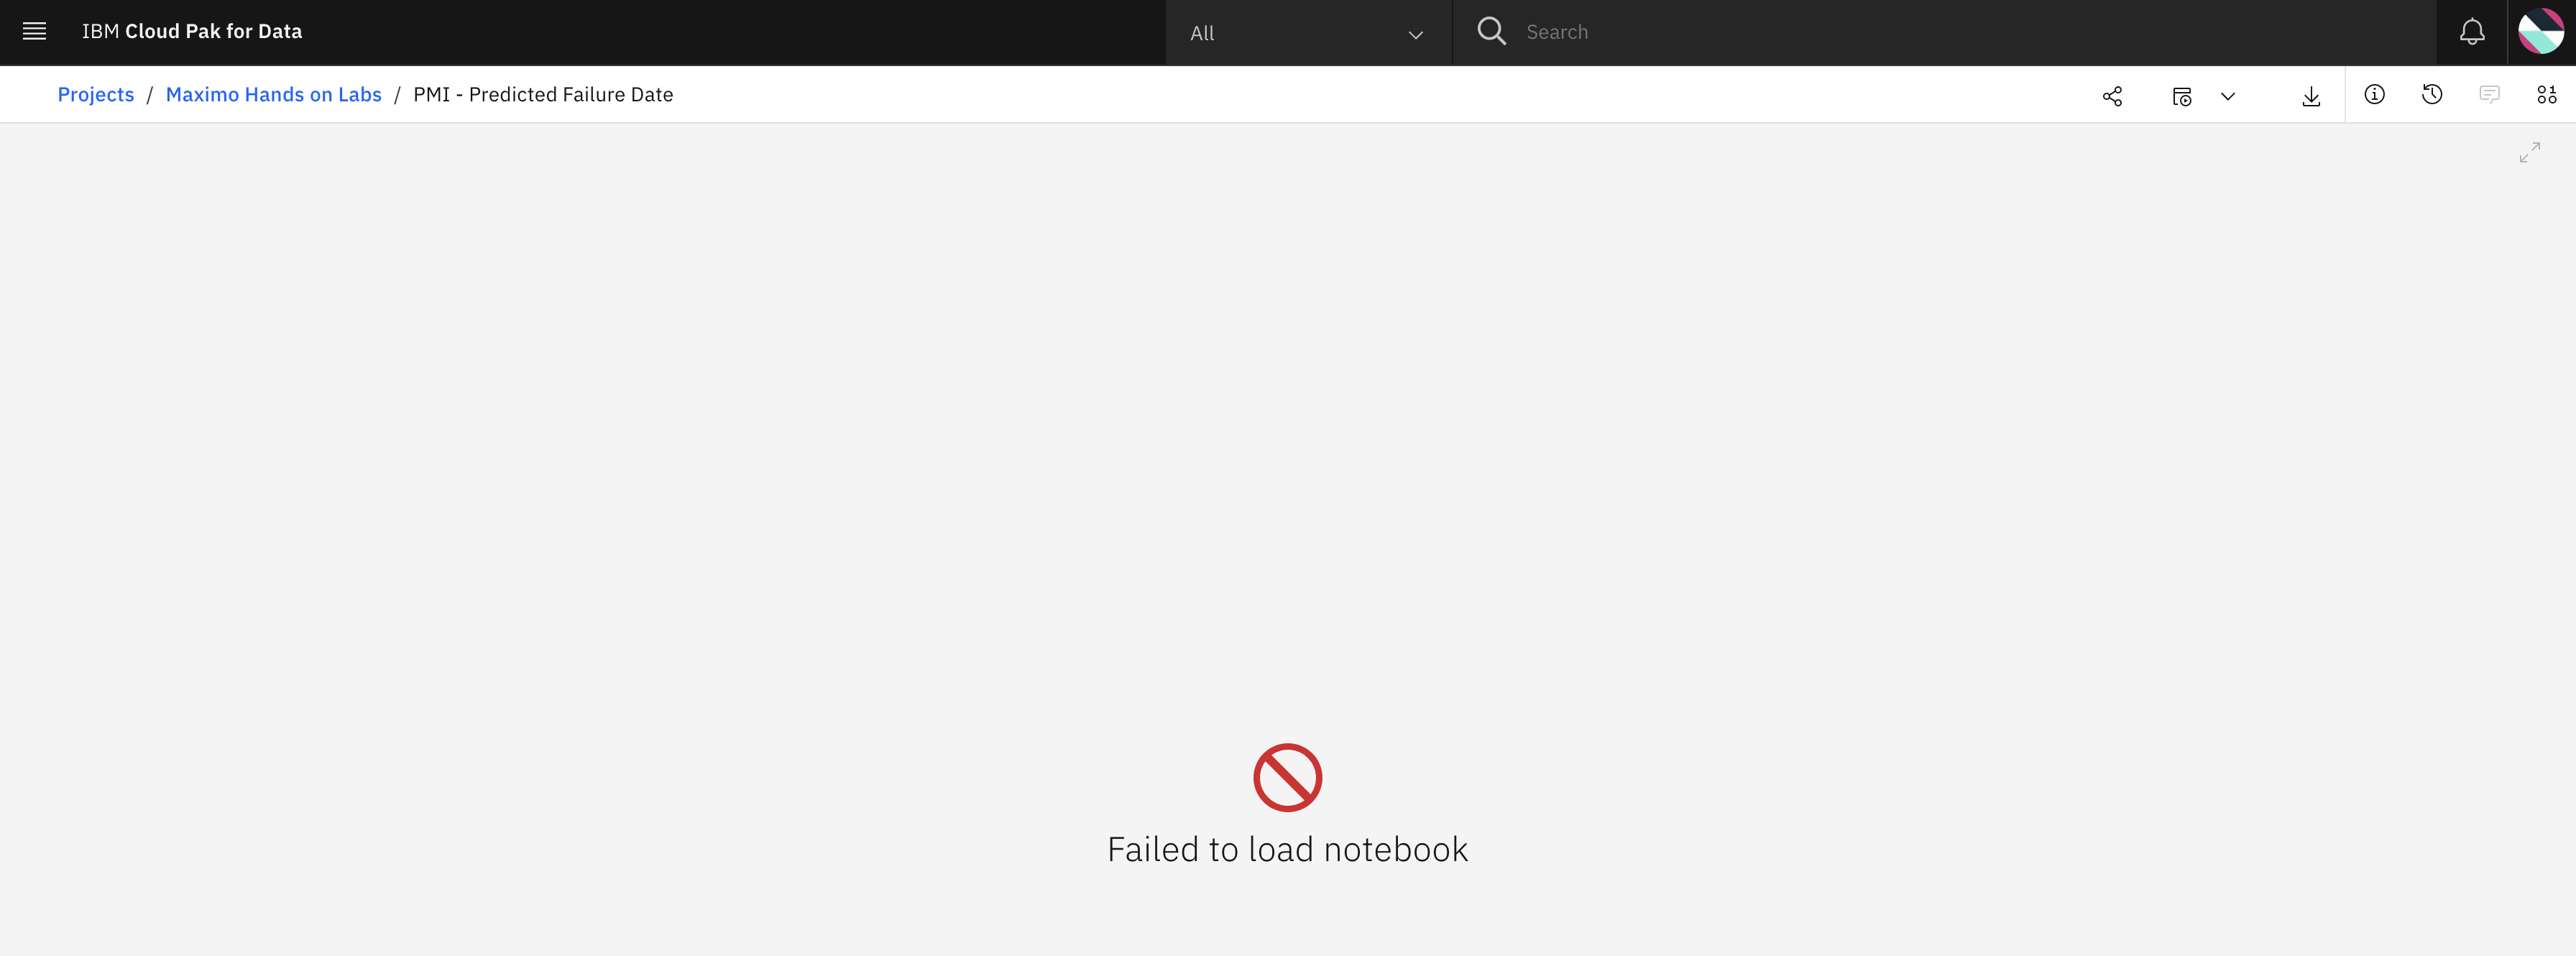 IBM Cloud Pak for Data
All
Search
Projects / Maximo Hands on Labs / PMI - Predicted Failure Date
Failed to load notebook